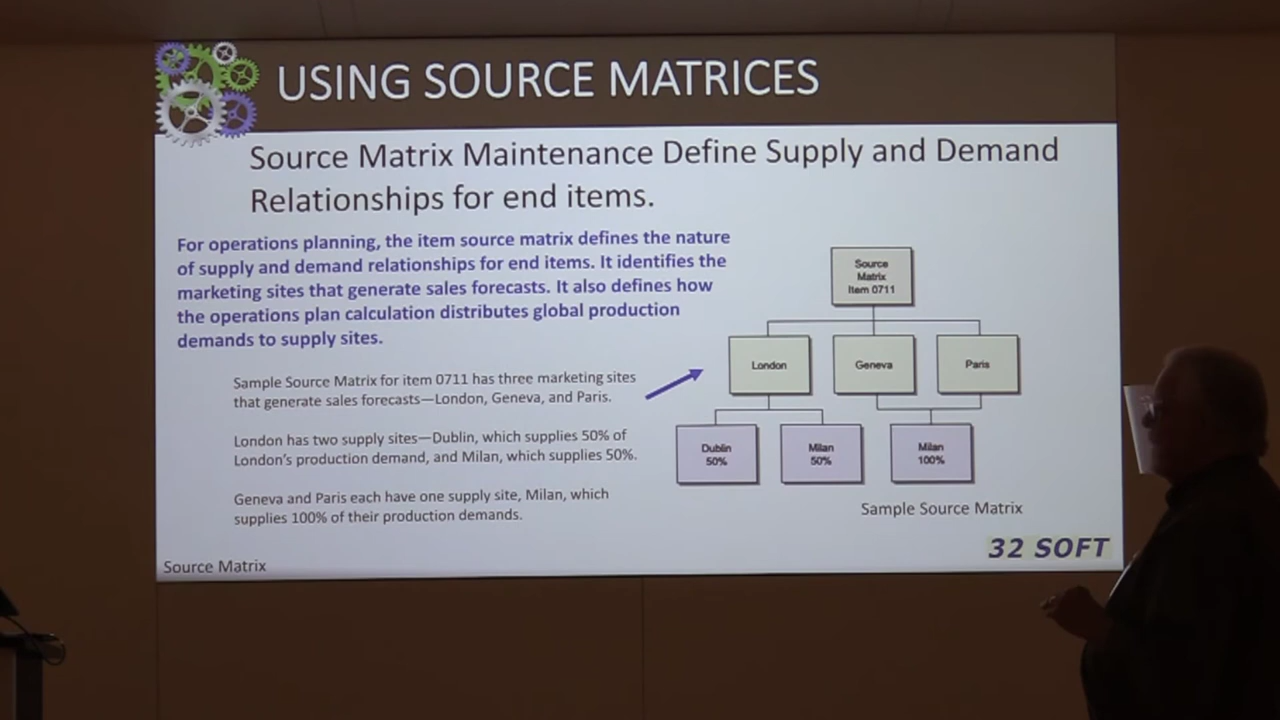 USING SOURCE MATRICES
Source Matrix Maintenance Define Supply and Demand
Relationships for end items.
For operations planning, the item source matrix defines the nature
of supply and demand relationships for end items. It identifies the
marketing sites that generate sales forecasts. It also defines how
the operations plan calculation distributes global production
demands to supply sites.
Sample Source Matrix for item 0711 has three marketing sites
that generate sales forecasts—London, Geneva, and Paris.
London has two supply sites—Dublin, which supplies 50% of
London's production demand, and Milan, which supplies 50%.
Geneva and Paris each have one supply site, Milan, which
supplies 100% of their production demands.
Source
Matrix
Item 0711
London
Geneva
Paris
Dublin
50%
Milan
50%
Milan
100%
Sample Source Matrix
32 SOFT
Source Matrix